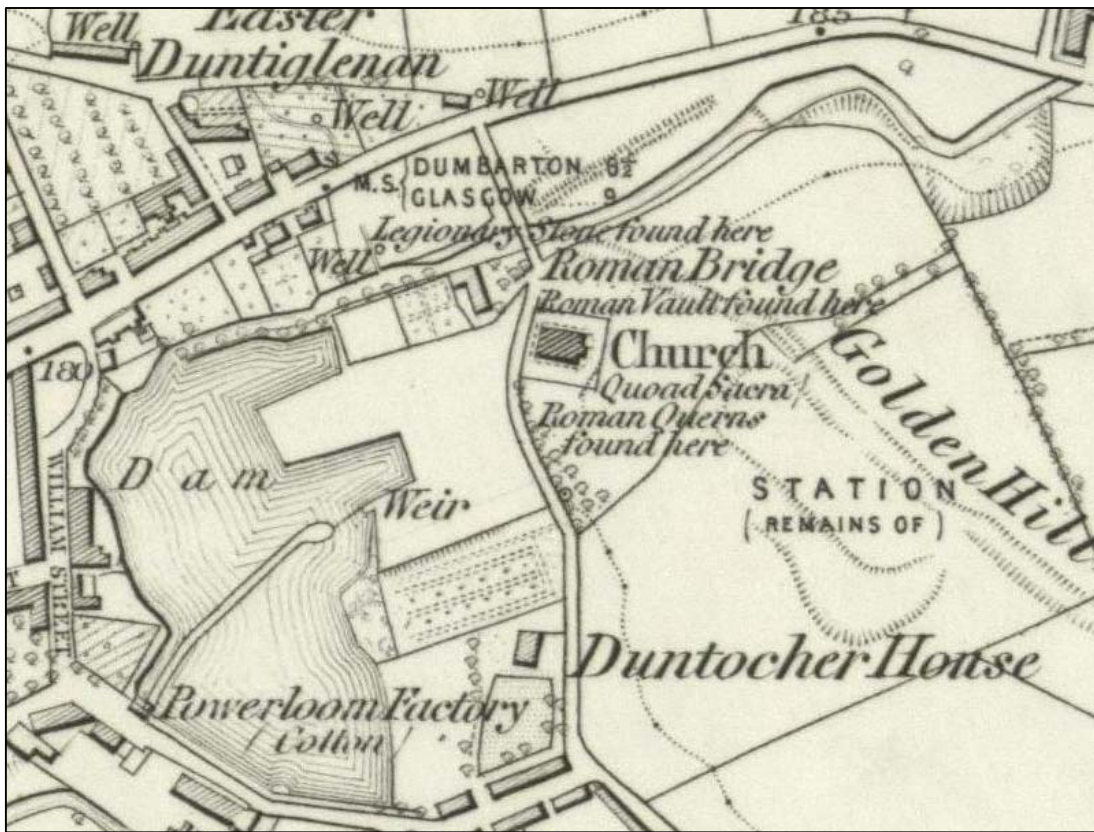 Easter
185
Well
Duntiglenan
Well
Well
M.S. { DUMBARTON 6½
GLASGOW 9
Legionary Stone found here
Well
Roman Bridge
Roman Vault found here
Church
(Quoad Sacra)
180
Golden Hill
Roman Querns
found here
Dam
STATION
(REMAINS OF)
Weir
WILLIAM STREET
Duntocher House
Powerloom Factory
(Cotton)